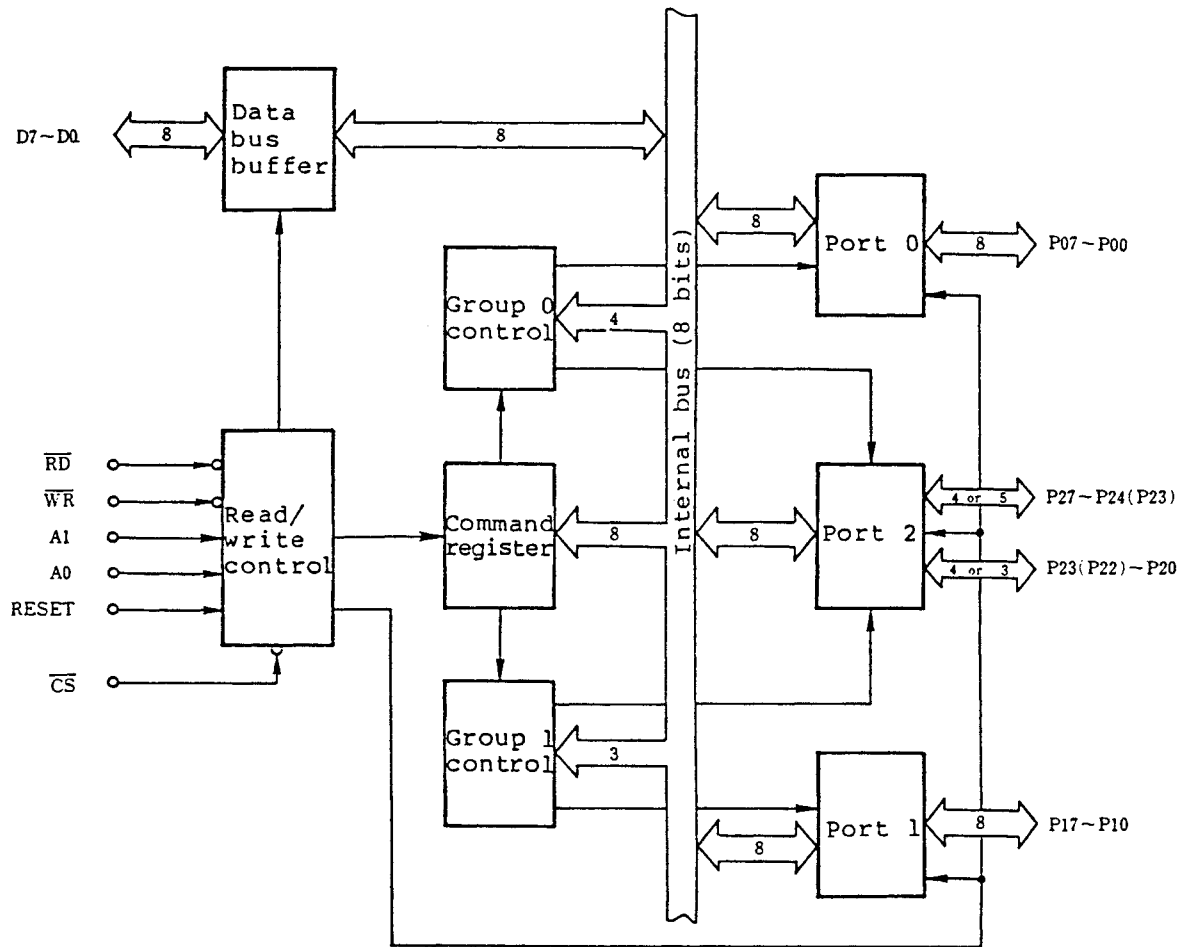 Data
bus
buffer
D7~D0
8
8
8
Port 0
8
P07~P00
Group 0
control
4
Internal bus (8 bits)
RD
WR
A1
A0
RESET
CS
Read/
write
control
Command
register
8
8
Port 2
4 or 5
P27~P24(P23)
4 or 3
P23(P22)~P20
Group 1
control
3
8
Port 1
8
P17~P10